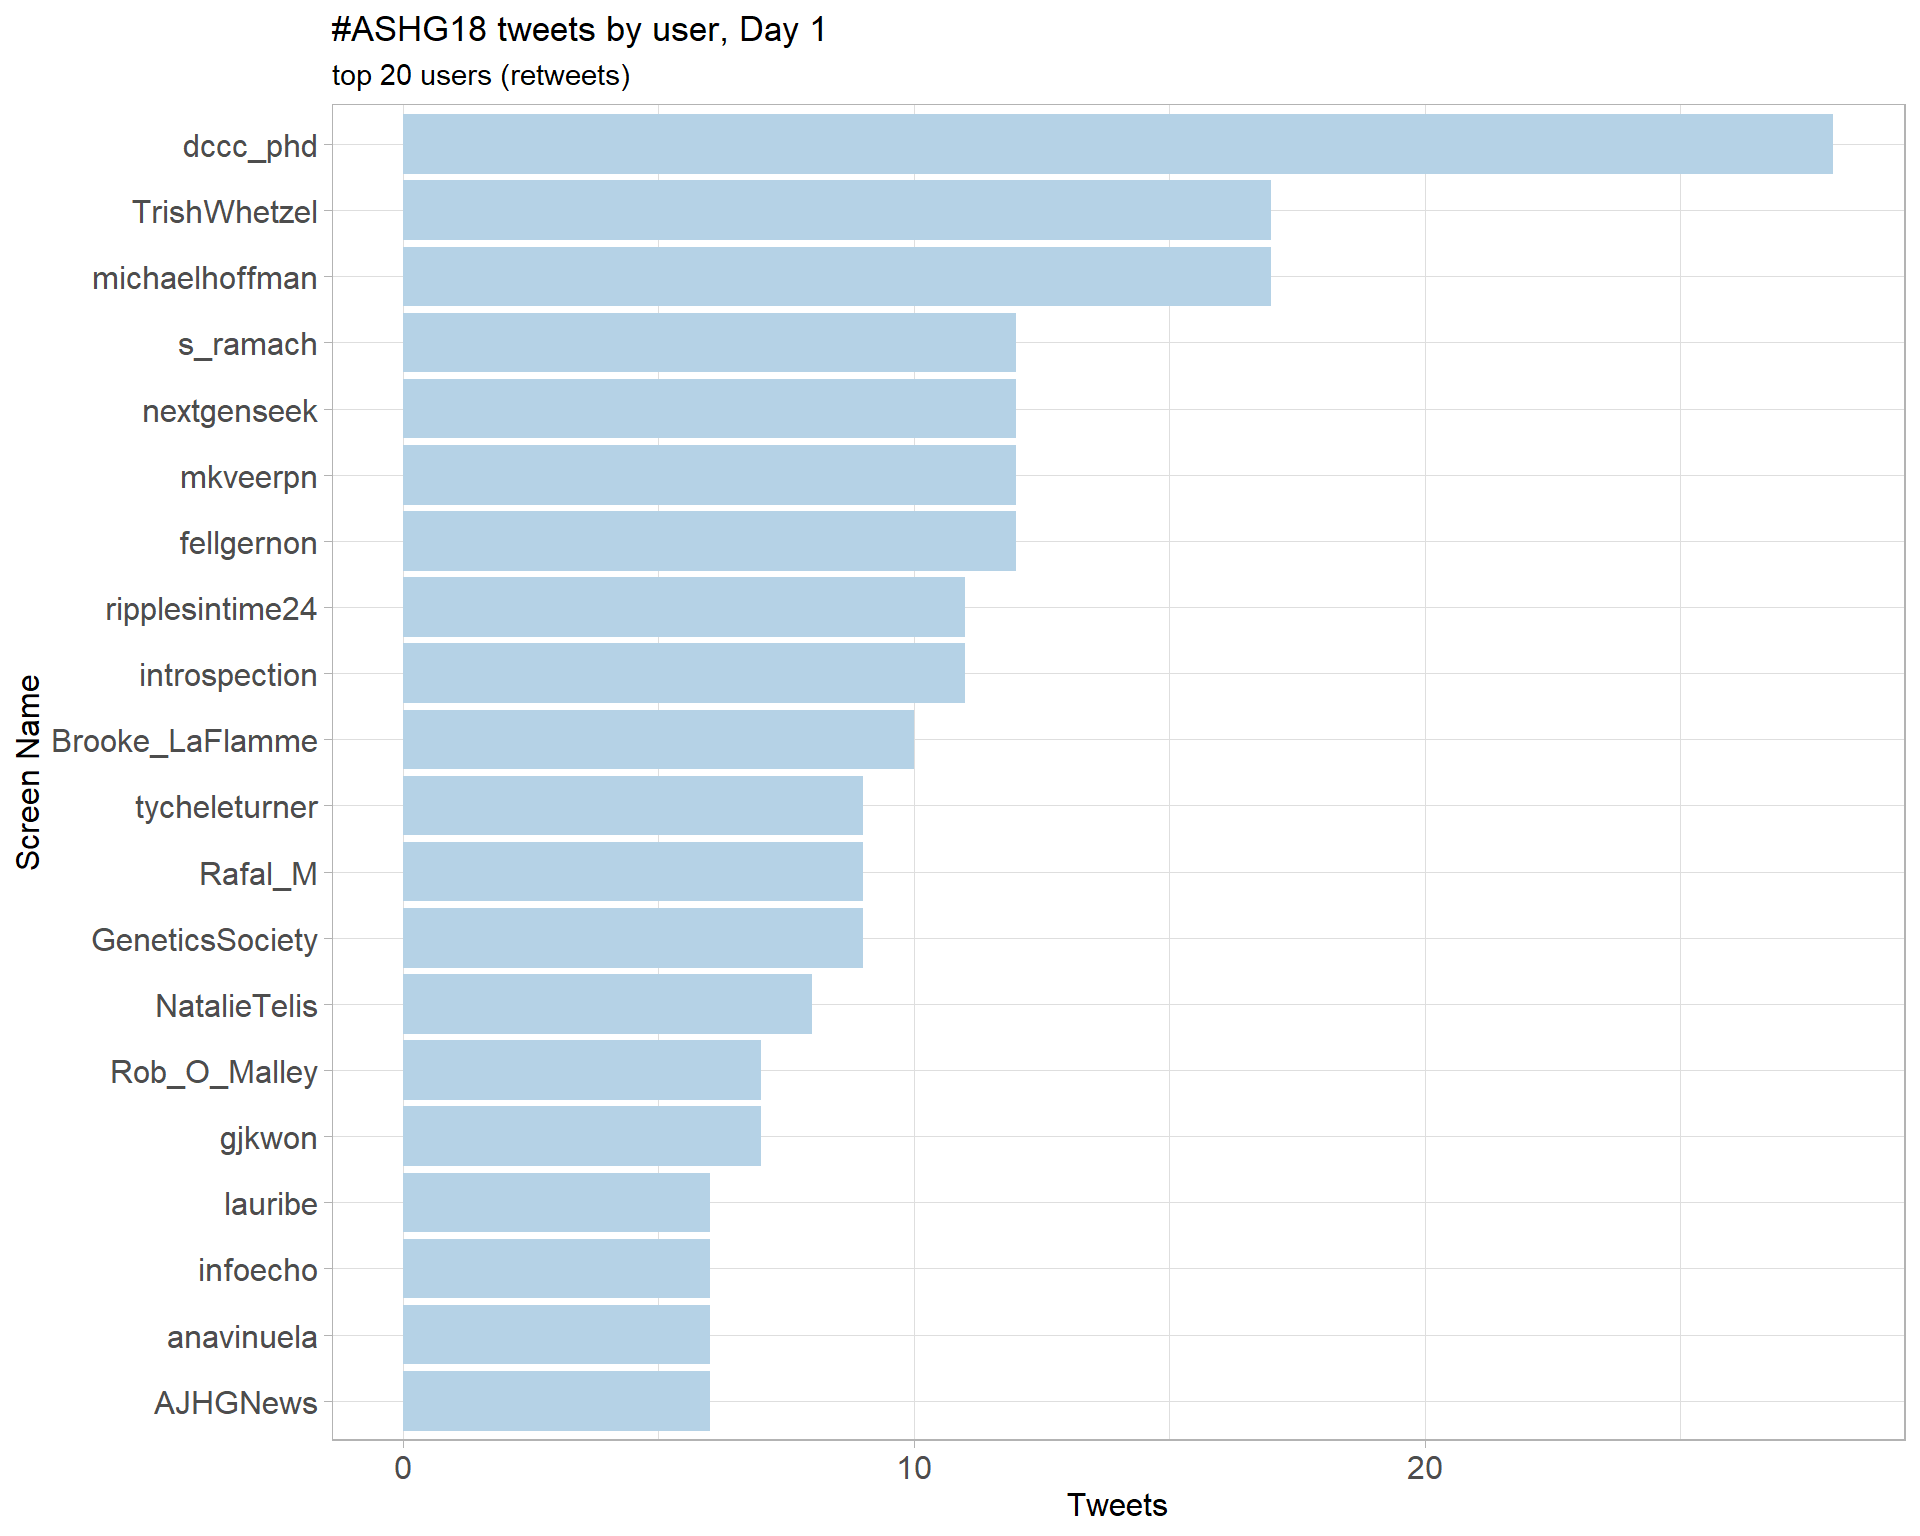 #ASHG18 tweets by user, Day 1
top 20 users (retweets)
dccc_phd
TrishWhetzel
michaelhoffman
s_ramach
nextgenseek
mkveerpn
fellgernon
ripplesintime24
introspection
Brooke_LaFlamme
tycheleturner
Rafal_M
GeneticsSociety
NatalieTelis
Rob_O_Malley
gjkwon
lauribe
infoecho
anavinuela
AJHGNews
Screen Name
0 10 20
Tweets